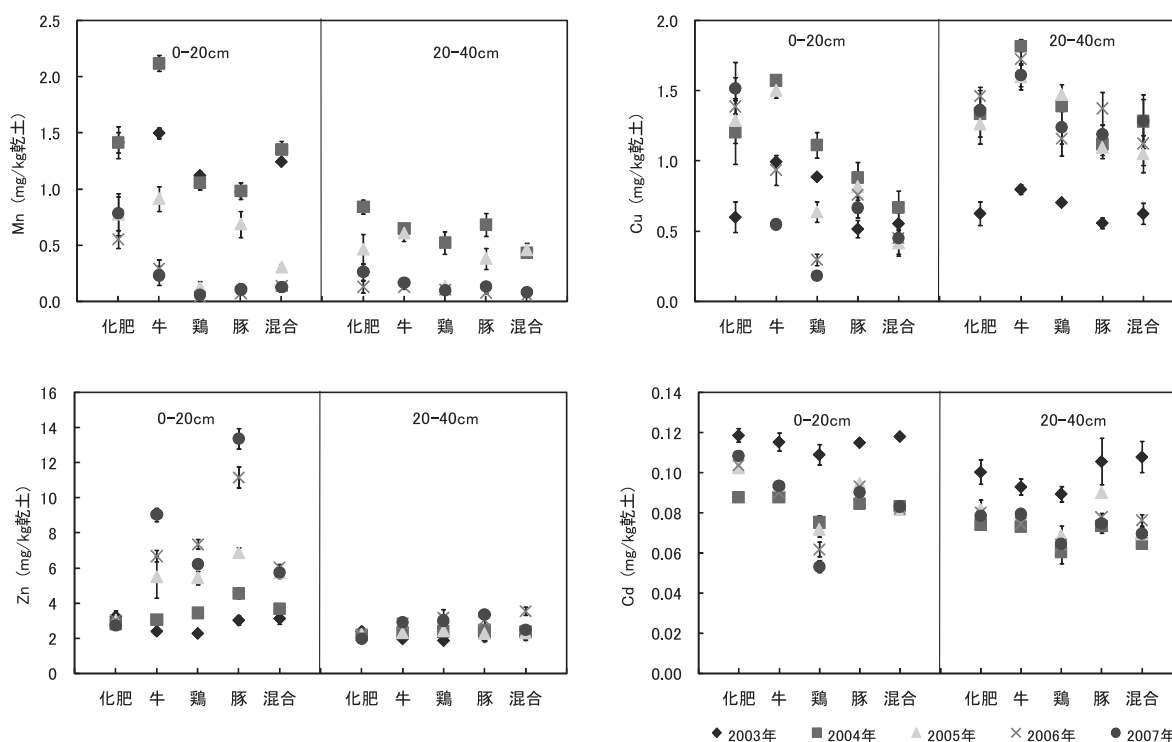 Mn (mg/kg乾土)
2.5
2.0
1.5
1.0
0.5
0.0
0-20cm
20-40cm
化肥 牛 鶏 豚 混合 化肥 牛 鶏 豚 混合
Cu (mg/kg乾土)
2.0
1.5
1.0
0.5
0.0
0-20cm
20-40cm
化肥 牛 鶏 豚 混合 化肥 牛 鶏 豚 混合
Zn (mg/kg乾土)
16
14
12
10
8
6
4
2
0
0-20cm
20-40cm
化肥 牛 鶏 豚 混合 化肥 牛 鶏 豚 混合
Cd (mg/kg乾土)
0.14
0.12
0.10
0.08
0.06
0.04
0.02
0.00
0-20cm
20-40cm
化肥 牛 鶏 豚 混合 化肥 牛 鶏 豚 混合
2003年 2004年 2005年 2006年 2007年